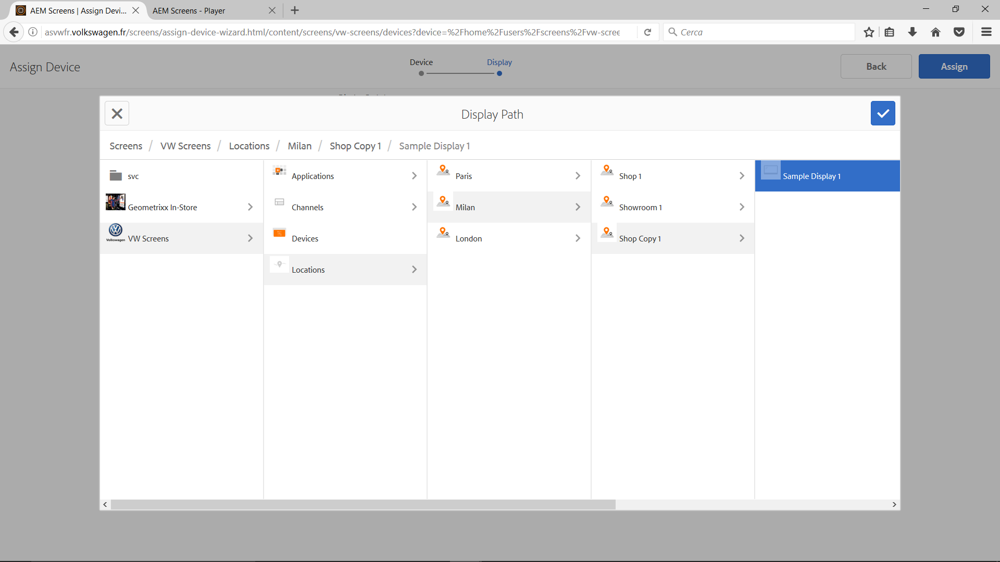 AEM Screens | Assign Devi...
AEM Screens - Player
asvwfr.volkswagen.fr/screens/assign-device-wizard.html/content/screens/vw-screens/devices?device=%2Fhome%2Fusers%2Fscreens%2Fvw-scree
Cerca
Assign Device
Device
Display
Back
Assign
Display Path
Screens / VW Screens / Locations / Milan / Shop Copy 1 / Sample Display 1
svc
Geometrixx In-Store
Volkswagen
VW Screens
Applications
Channels
Devices
Locations
Paris
Milan
London
Shop 1
Showroom 1
Shop Copy 1
Sample Display 1